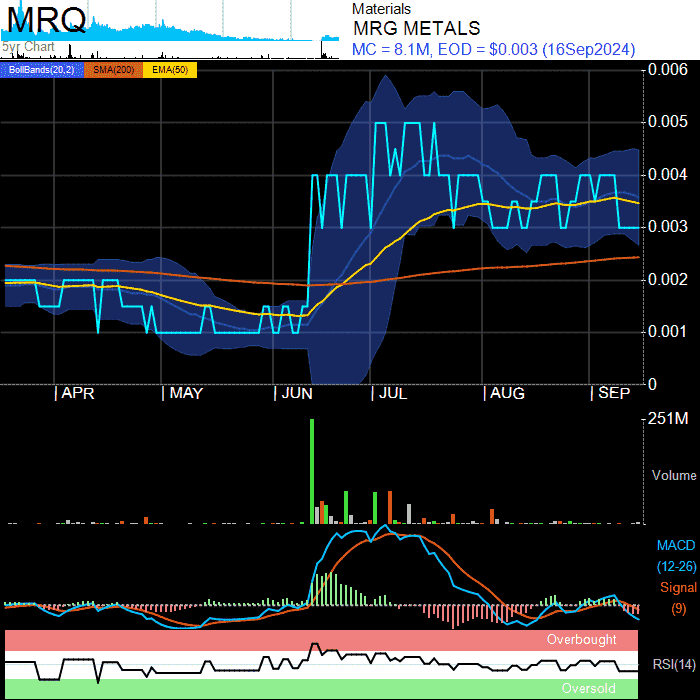 MRQ
5yr Chart
Materials
MRG METALS
MC = 8.1M, EOD = $0.003 (16Sep2024)
BollBands(20,2) SMA(200) EMA(50)
0.006
0.005
0.004
0.003
0.002
0.001
0
APR MAY JUN JUL AUG SEP
251M
Volume
MACD
(12-26)
Signal
(9)
Overbought
RSI(14)
Oversold